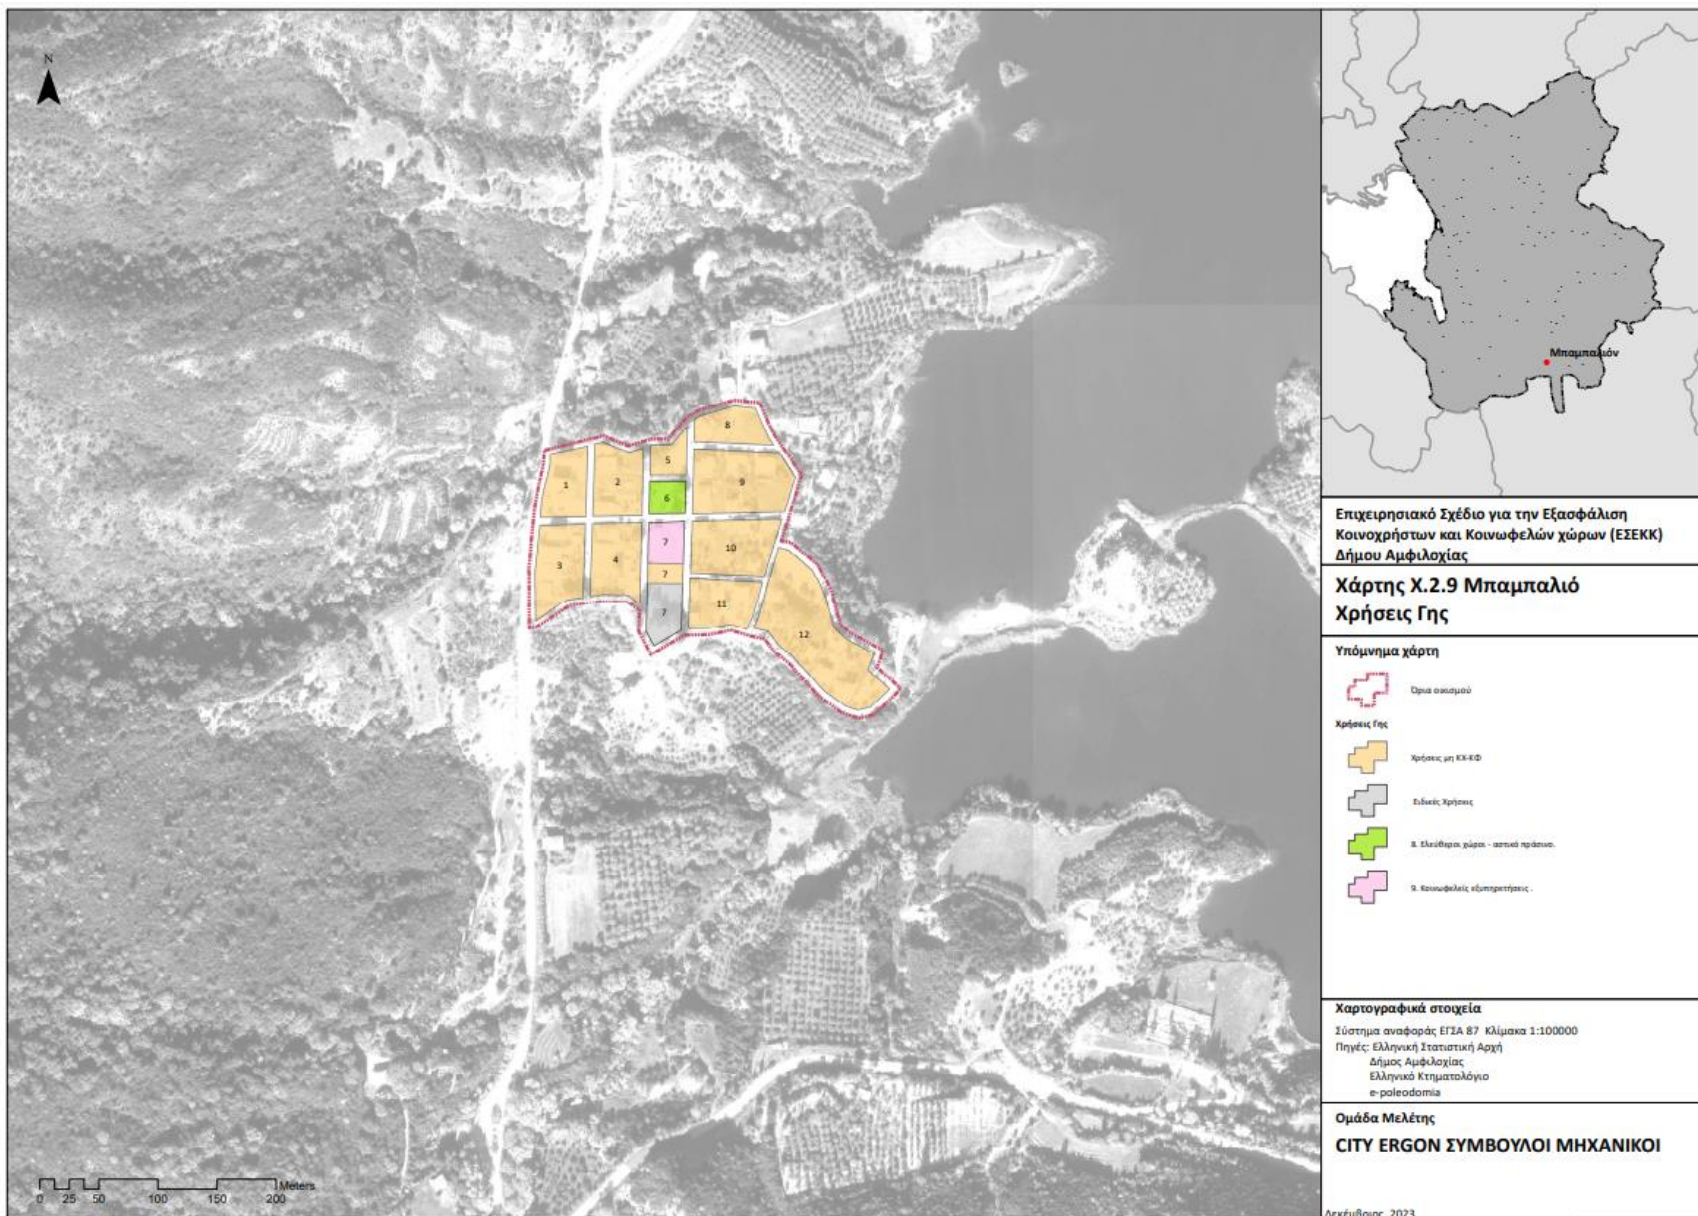 N
1
2
3
4
5
6
7
7
7
8
9
10
11
12
Meters
0 25 50 100 150 200
Μπαμπαλιόν
Επιχειρησιακό Σχέδιο για την Εξασφάλιση
Κοινοχρήστων και Κοινωφελών χώρων (ΕΣΕΚΚ)
Δήμου Αμφιλοχίας
Χάρτης Χ.2.9 Μπαμπαλιό
Χρήσεις Γης
Υπόμνημα χάρτη
Όρια οικισμού
Χρήσεις Γης
Χρήσεις μη ΚΧ-ΚΦ
Ειδικές Χρήσεις
8. Ελεύθεροι χώροι - αστικό πράσινο.
9. Κοινωφελείς εξυπηρετήσεις .
Χαρτογραφικά στοιχεία
Σύστημα αναφοράς ΕΓΣΑ 87 Κλίμακα 1:100000
Πηγές: Ελληνική Στατιστική Αρχή
Δήμος Αμφιλοχίας
Ελληνικό Κτηματολόγιο
e-poleodomia
Ομάδα Μελέτης
CITY ERGON ΣΥΜΒΟΥΛΟΙ ΜΗΧΑΝΙΚΟΙ
Δεκέμβριος, 2023